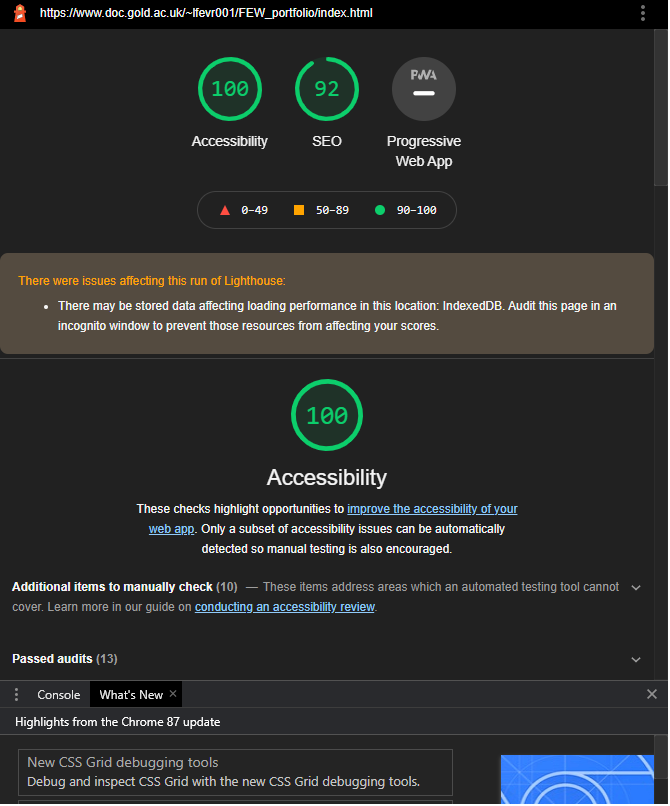 https://www.doc.gold.ac.uk/~lfevr001/FEW_portfolio/index.html
100 92 PWA
Accessibility SEO Progressive
Web App
0–49 50–89 90–100
There were issues affecting this run of Lighthouse:
• There may be stored data affecting loading performance in this location: IndexedDB. Audit this page in an
incognito window to prevent those resources from affecting your scores.
100
Accessibility
These checks highlight opportunities to improve the accessibility of your
web app. Only a subset of accessibility issues can be automatically
detected so manual testing is also encouraged.
Additional items to manually check (10) — These items address areas which an automated testing tool cannot
cover. Learn more in our guide on conducting an accessibility review.
Passed audits (13)
Console What's New ×
Highlights from the Chrome 87 update
New CSS Grid debugging tools
Debug and inspect CSS Grid with the new CSS Grid debugging tools.